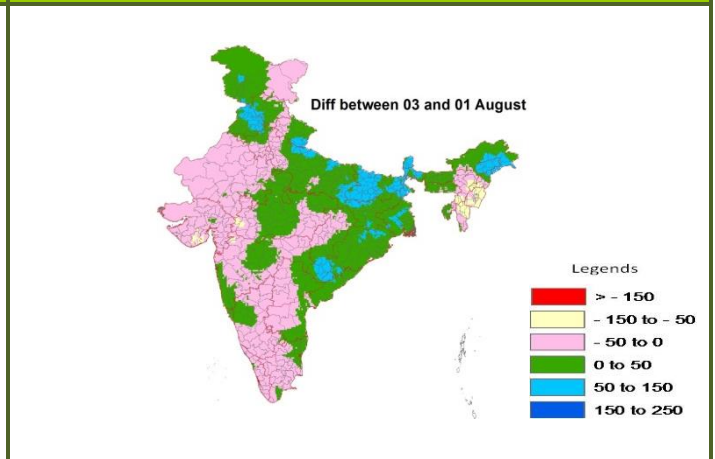 Diff between 03 and 01 August
Legends
> - 150
- 150 to - 50
- 50 to 0
0 to 50
50 to 150
150 to 250